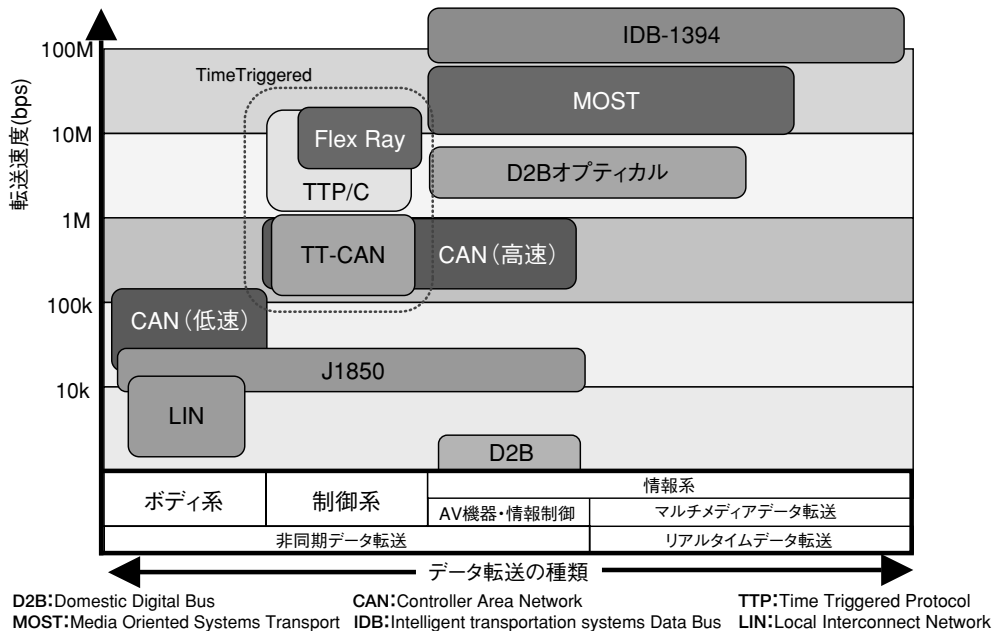 転送速度(bps)
100M
10M
1M
100k
10k
TimeTriggered
IDB-1394
MOST
Flex Ray
D2Bオプティカル
TTP/C
TT-CAN
CAN(高速)
CAN(低速)
J1850
LIN
D2B
ボディ系
制御系
情報系
AV機器・情報制御
マルチメディアデータ転送
非同期データ転送
リアルタイムデータ転送
データ転送の種類
D2B:Domestic Digital Bus CAN:Controller Area Network TTP:Time Triggered Protocol
MOST:Media Oriented Systems Transport IDB:Intelligent transportation systems Data Bus LIN:Local Interconnect Network